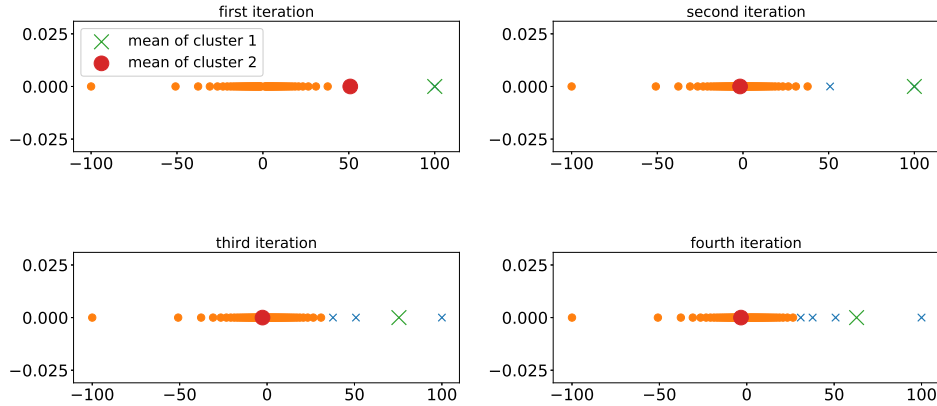 first iteration
0.025
0.000
−0.025
mean of cluster 1
mean of cluster 2
−100 −50 0 50 100
second iteration
0.025
0.000
−0.025
−100 −50 0 50 100
third iteration
0.025
0.000
−0.025
−100 −50 0 50 100
fourth iteration
0.025
0.000
−0.025
−100 −50 0 50 100